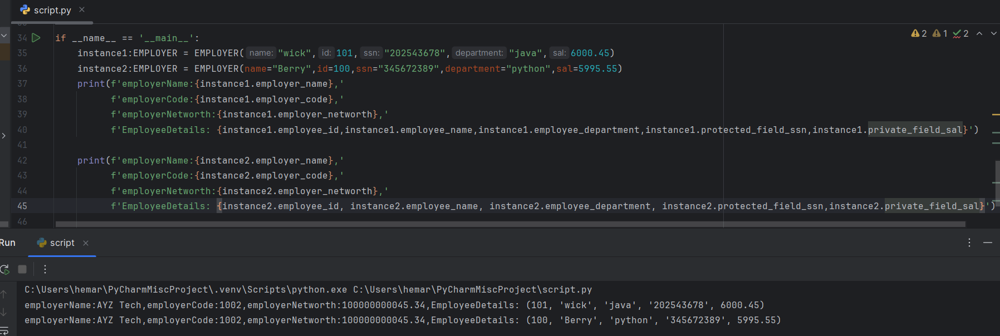 script.py
34 if __name__ == '__main__':
2 1 2
35 instance1:EMPLOYER = EMPLOYER( name: "wick", id: 101, ssn: "202543678", department: "java", sal: 6000.45)
36 instance2:EMPLOYER = EMPLOYER(name="Berry",id=100,ssn="345672389",department="python",sal=5995.55)
37 print(f'employerName:{instance1.employer_name},'
38 f'employerCode:{instance1.employer_code},'
39 f'employerNetworth:{instance1.employer_networth},'
40 f'EmployeeDetails: {instance1.employee_id,instance1.employee_name,instance1.employee_department,instance1.protected_field_ssn,instance1.private_field_sal}')
41
42 print(f'employerName:{instance2.employer_name},'
43 f'employerCode:{instance2.employer_code},'
44 f'employerNetworth:{instance2.employer_networth},'
45 f'EmployeeDetails: {instance2.employee_id, instance2.employee_name, instance2.employee_department, instance2.protected_field_ssn,instance2.private_field_sal}')
46
Run script
C:\Users\hemar\PyCharmMiscProject\.venv\Scripts\python.exe C:\Users\hemar\PyCharmMiscProject\script.py
employerName:AYZ Tech,employerCode:1002,employerNetworth:100000000045.34,EmployeeDetails: (101, 'wick', 'java', '202543678', 6000.45)
employerName:AYZ Tech,employerCode:1002,employerNetworth:100000000045.34,EmployeeDetails: (100, 'Berry', 'python', '345672389', 5995.55)